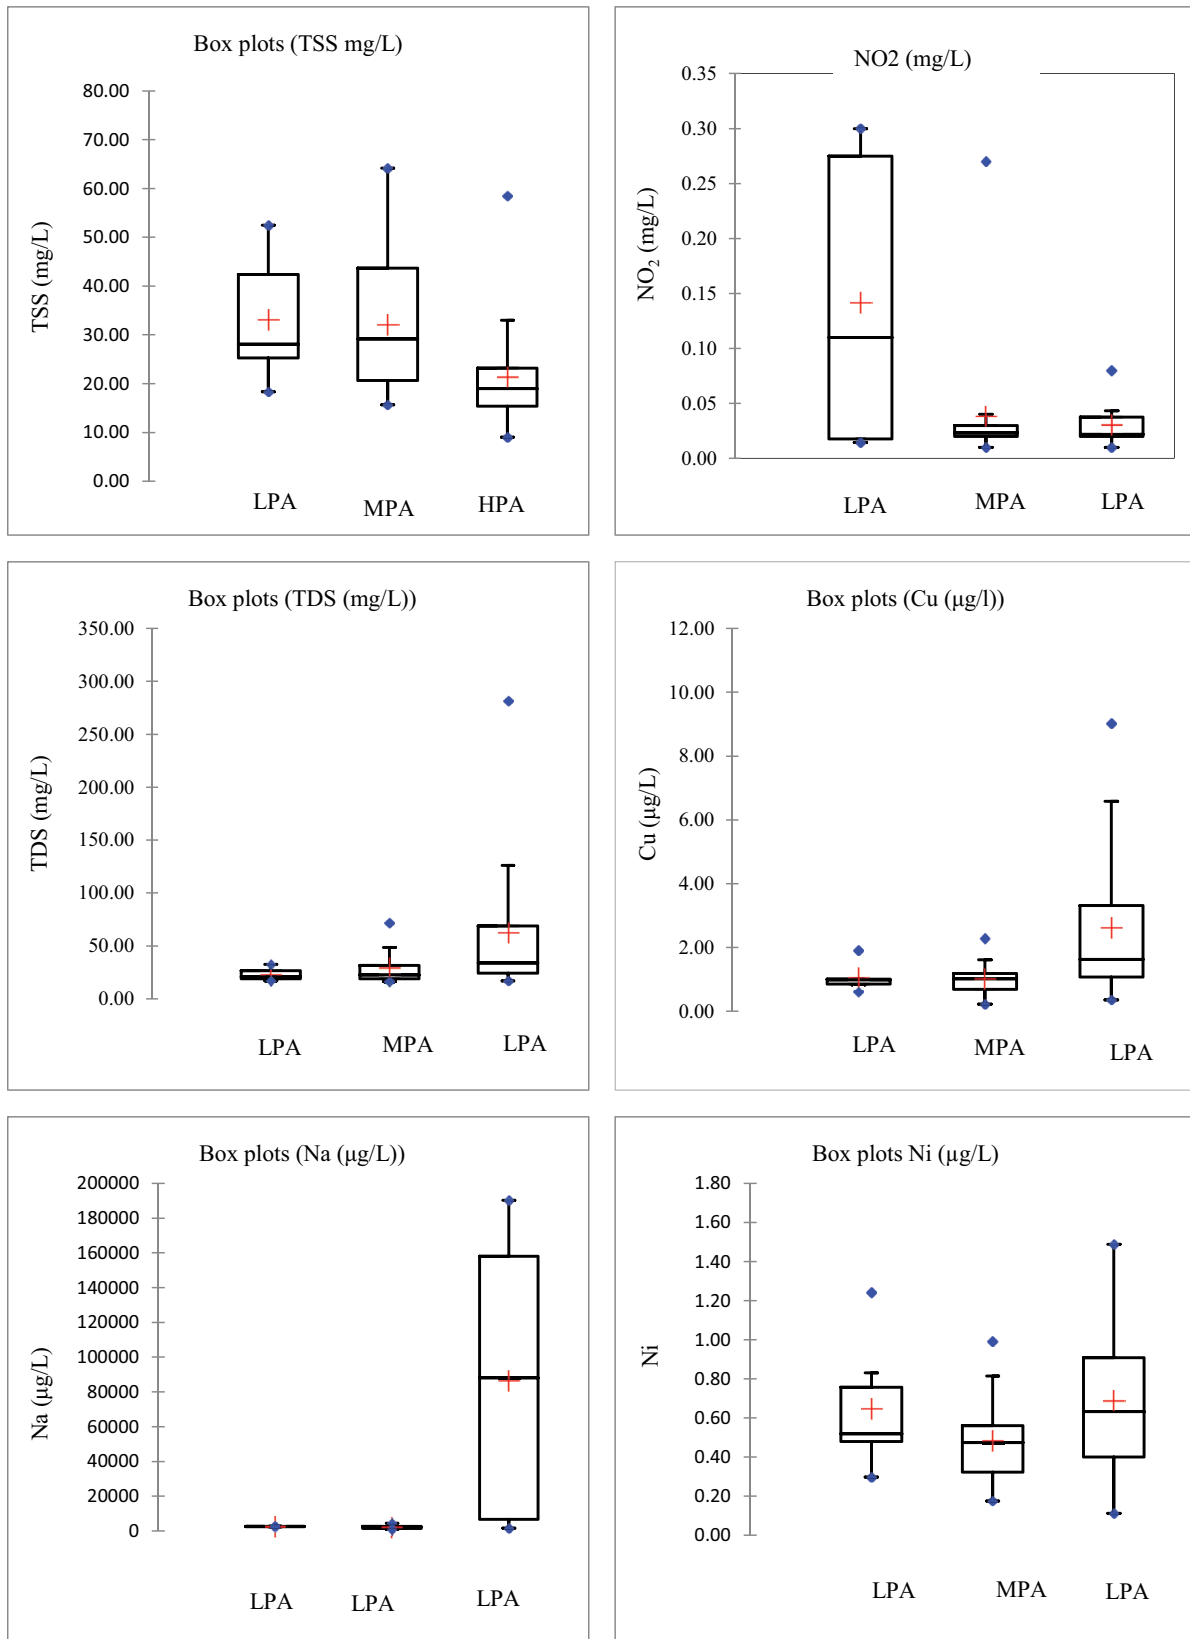 Box plots (TSS mg/L)
80.00
70.00
60.00
50.00
40.00
30.00
20.00
10.00
0.00
TSS (mg/L)
LPA
MPA
HPA
NO2 (mg/L)
0.35
0.30
0.25
0.20
0.15
0.10
0.05
0.00
NO₂ (mg/L)
LPA
MPA
LPA
Box plots (TDS (mg/L))
350.00
300.00
250.00
200.00
150.00
100.00
50.00
0.00
TDS (mg/L)
LPA
MPA
LPA
Box plots (Cu (µg/l))
12.00
10.00
8.00
6.00
4.00
2.00
0.00
Cu (µg/L)
LPA
MPA
LPA
Box plots (Na (µg/L))
200000
180000
160000
140000
120000
100000
80000
60000
40000
20000
0
Na (µg/L)
LPA
LPA
LPA
Box plots Ni (µg/L)
1.80
1.60
1.40
1.20
1.00
0.80
0.60
0.40
0.20
0.00
Ni
LPA
MPA
LPA